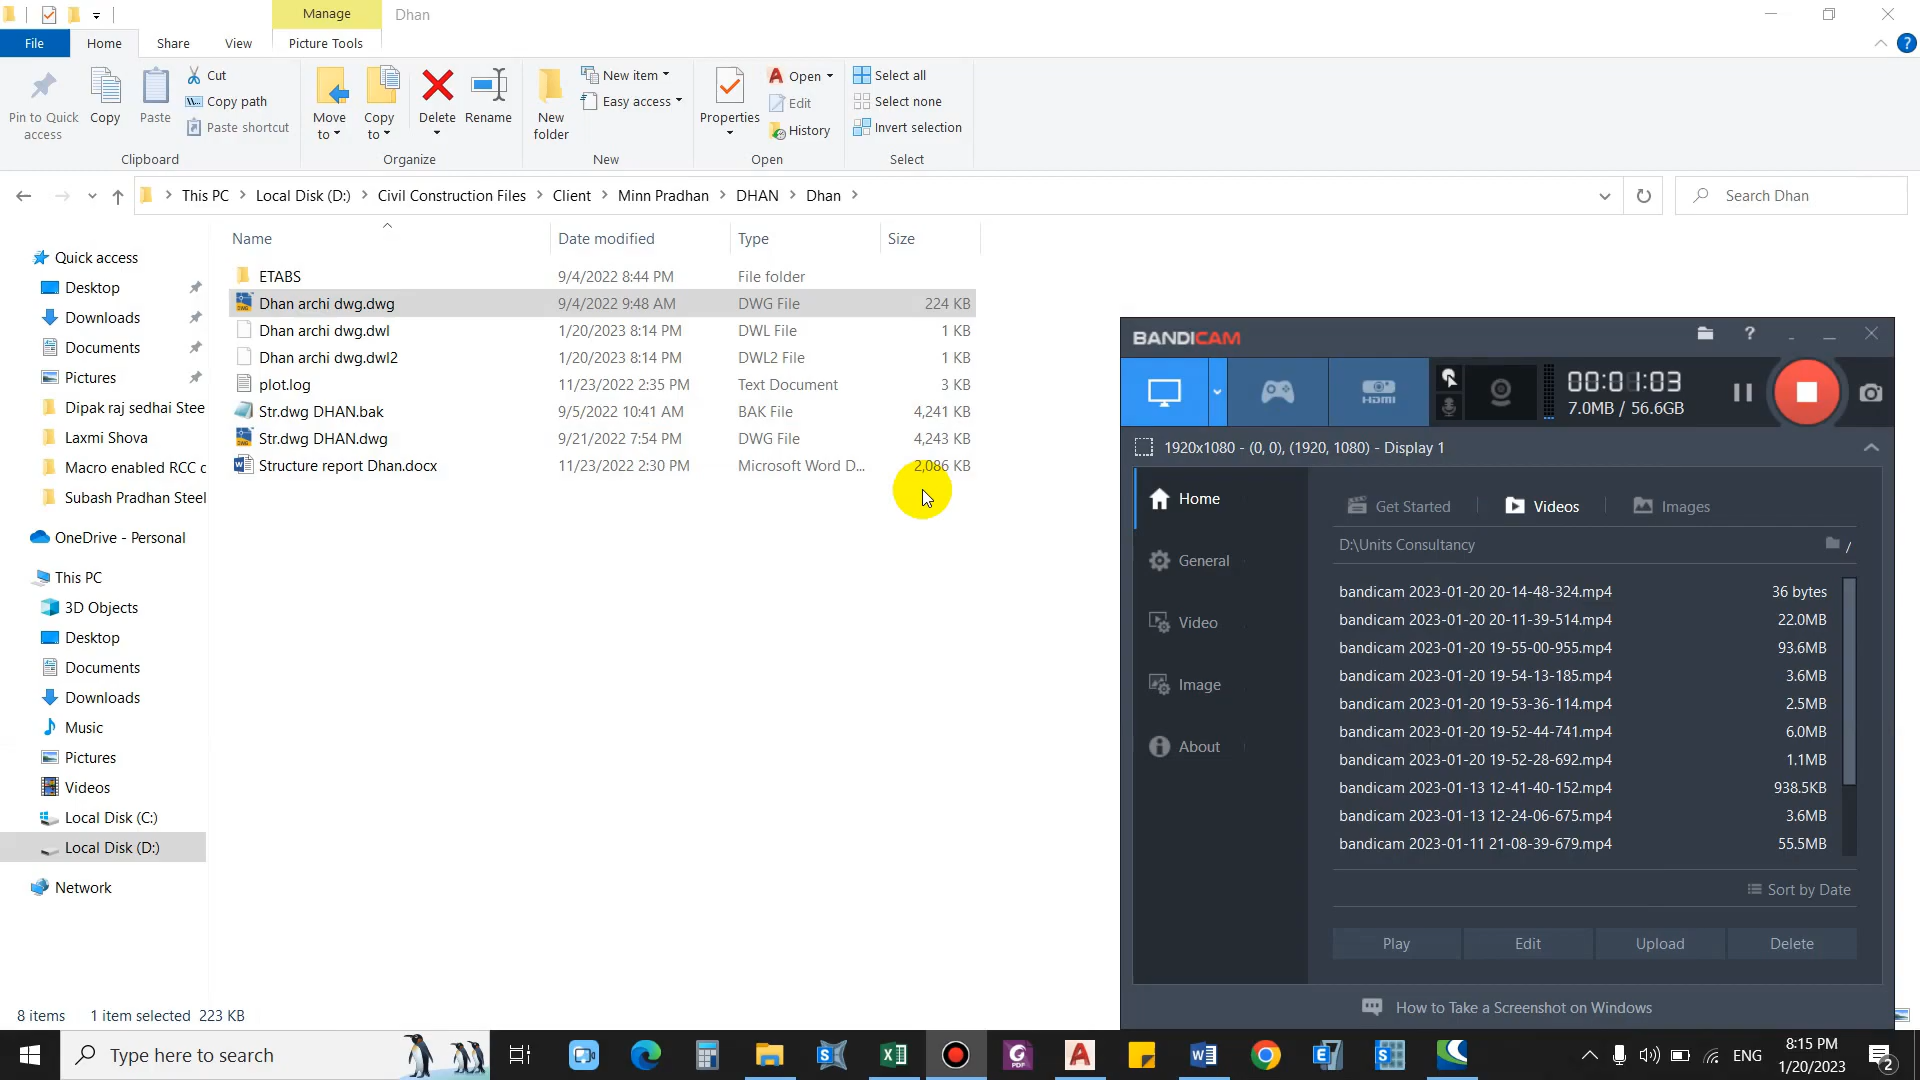 Manage
Dhan
File
Home
Share
View
Picture Tools
Pin to Quick access
Copy
Paste
Cut
Copy path
Paste shortcut
Clipboard
Move to
Copy to
Delete
Rename
Organize
New folder
New item
Easy access
New
Properties
Open
Edit
History
Open
Select all
Select none
Invert selection
Select
This PC > Local Disk (D:) > Civil Construction Files > Client > Minn Pradhan > DHAN > Dhan >
Search Dhan
Name Date modified Type Size
ETABS 9/4/2022 8:44 PM File folder
Dhan archi dwg.dwg 9/4/2022 9:48 AM DWG File 224 KB
Dhan archi dwg.dwl 1/20/2023 8:14 PM DWL File 1 KB
Dhan archi dwg.dwl2 1/20/2023 8:14 PM DWL2 File 1 KB
plot.log 11/23/2022 2:35 PM Text Document 3 KB
Str.dwg DHAN.bak 9/5/2022 10:41 AM BAK File 4,241 KB
Str.dwg DHAN.dwg 9/21/2022 7:54 PM DWG File 4,243 KB
Structure report Dhan.docx 11/23/2022 2:30 PM Microsoft Word D... 2,086 KB
Quick access
Desktop
Downloads
Documents
Pictures
Dipak raj sedhai Stee
Laxmi Shova
Macro enabled RCC c
Subash Pradhan Steel
OneDrive - Personal
This PC
3D Objects
Desktop
Documents
Downloads
Music
Pictures
Videos
Local Disk (C:)
Local Disk (D:)
Network
8 items 1 item selected 223 KB
BANDICAM
?
HDMI
00:01:03
7.0MB / 56.6GB
1920x1080 - (0, 0), (1920, 1080) - Display 1
Home
General
Video
Image
About
Get Started
Videos
Images
D:\Units Consultancy
bandicam 2023-01-20 20-14-48-324.mp4 36 bytes
bandicam 2023-01-20 20-11-39-514.mp4 22.0MB
bandicam 2023-01-20 19-55-00-955.mp4 93.6MB
bandicam 2023-01-20 19-54-13-185.mp4 3.6MB
bandicam 2023-01-20 19-53-36-114.mp4 2.5MB
bandicam 2023-01-20 19-52-44-741.mp4 6.0MB
bandicam 2023-01-20 19-52-28-692.mp4 1.1MB
bandicam 2023-01-13 12-41-40-152.mp4 938.5KB
bandicam 2023-01-13 12-24-06-675.mp4 3.6MB
bandicam 2023-01-11 21-08-39-679.mp4 55.5MB
Sort by Date
Play
Edit
Upload
Delete
How to Take a Screenshot on Windows
Type here to search
ENG
8:15 PM
1/20/2023
2